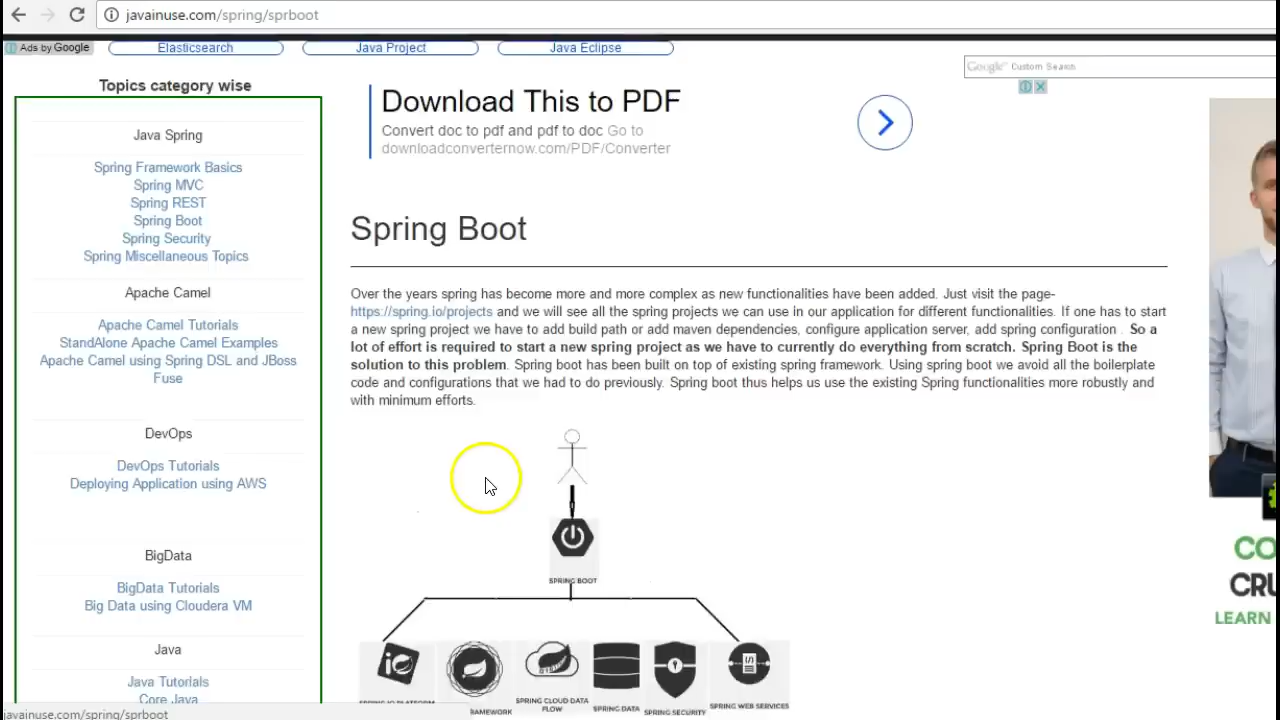 javainuse.com/spring/sprboot
Ads by Google
Elasticsearch
Java Project
Java Eclipse
Google Custom Search
Topics category wise
Java Spring
Spring Framework Basics
Spring MVC
Spring REST
Spring Boot
Spring Security
Spring Miscellaneous Topics
Apache Camel
Apache Camel Tutorials
StandAlone Apache Camel Examples
Apache Camel using Spring DSL and JBoss
Fuse
DevOps
DevOps Tutorials
Deploying Application using AWS
BigData
BigData Tutorials
Big Data using Cloudera VM
Java
Java Tutorials
Core Java
Download This to PDF
Convert doc to pdf and pdf to doc Go to
downloadconverternow.com/PDF/Converter
Spring Boot
Over the years spring has become more and more complex as new functionalities have been added. Just visit the page-
https://spring.io/projects and we will see all the spring projects we can use in our application for different functionalities. If one has to start
a new spring project we have to add build path or add maven dependencies, configure application server, add spring configuration . So a
lot of effort is required to start a new spring project as we have to currently do everything from scratch. Spring Boot is the
solution to this problem. Spring boot has been built on top of existing spring framework. Using spring boot we avoid all the boilerplate
code and configurations that we had to do previously. Spring boot thus helps us use the existing Spring functionalities more robustly and
with minimum efforts.
SPRING BOOT
SPRING IO PLATFORM
FRAMEWORK
SPRING CLOUD DATA
FLOW
SPRING DATA
SPRING SECURITY
SPRING WEB SERVICES
CO
CRU
LEARN
javainuse.com/spring/sprboot